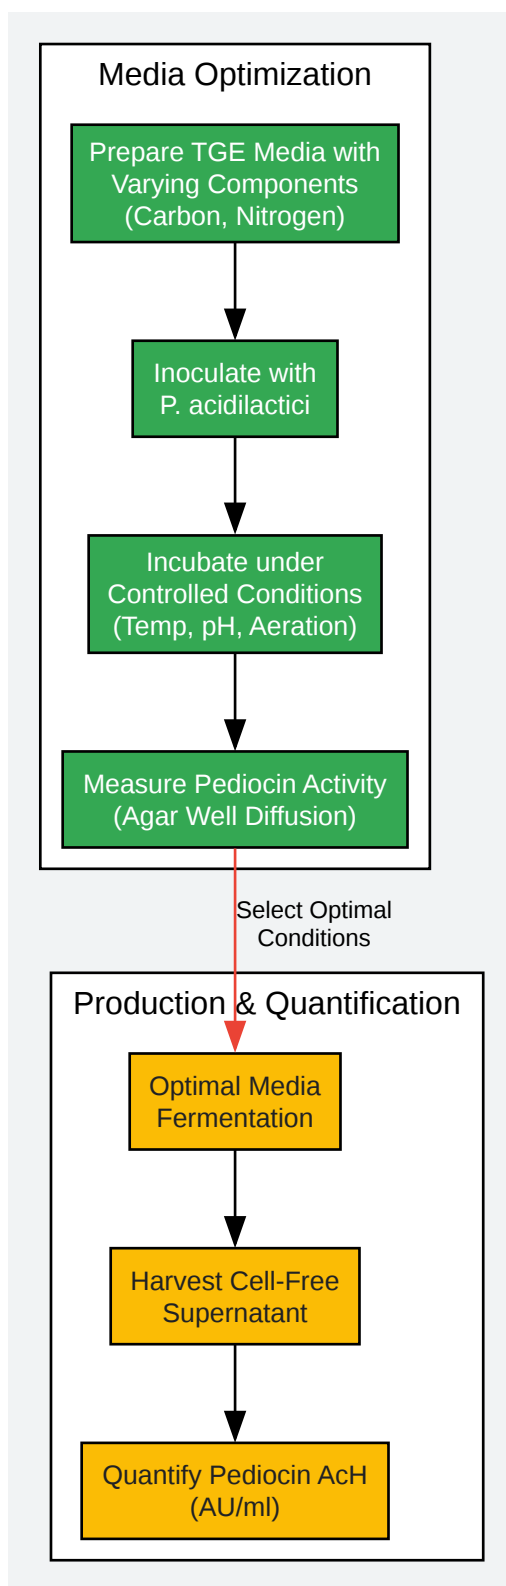 Media Optimization
Prepare TGE Media with
Varying Components
(Carbon, Nitrogen)
Inoculate with
P. acidilactici
Incubate under
Controlled Conditions
(Temp, pH, Aeration)
Measure Pediocin Activity
(Agar Well Diffusion)
Select Optimal
Conditions
Production & Quantification
Optimal Media
Fermentation
Harvest Cell-Free
Supernatant
Quantify Pediocin AcH
(AU/ml)